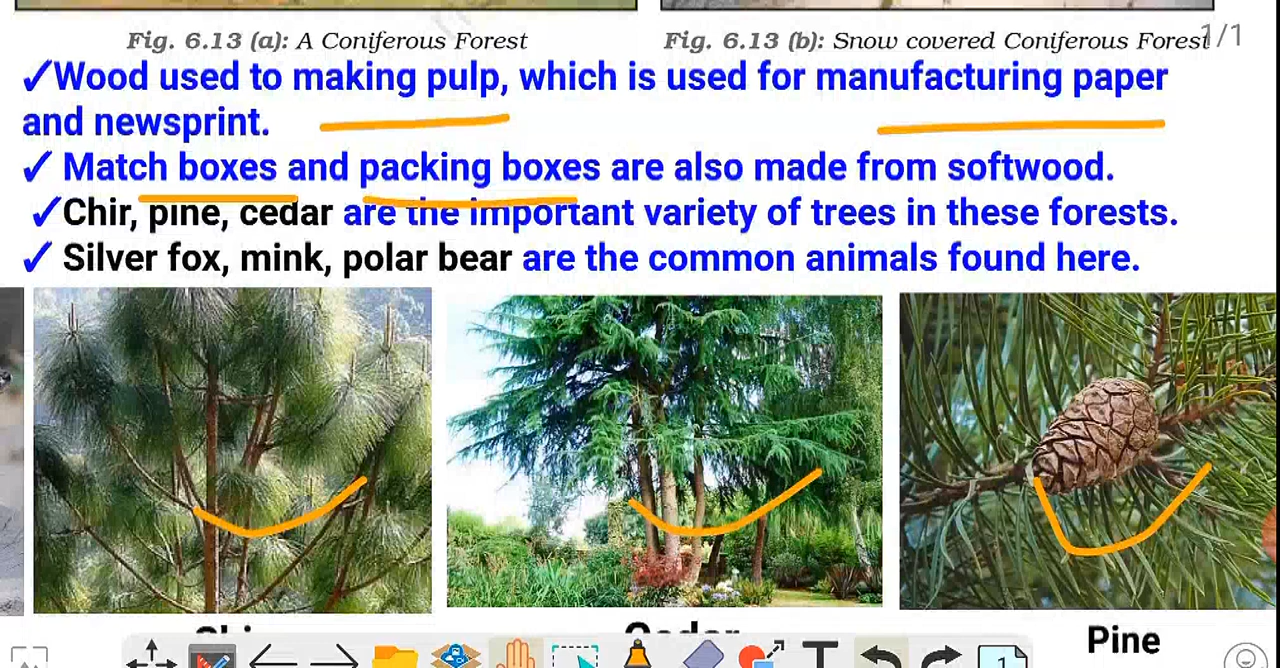 Fig. 6.13 (a): A Coniferous Forest
Fig. 6.13 (b): Snow covered Coniferous Forest
1/1
✓Wood used to making pulp, which is used for manufacturing paper
and newsprint.
✓ Match boxes and packing boxes are also made from softwood.
✓Chir, pine, cedar are the important variety of trees in these forests.
✓ Silver fox, mink, polar bear are the common animals found here.
Cedar
Pine
T
1